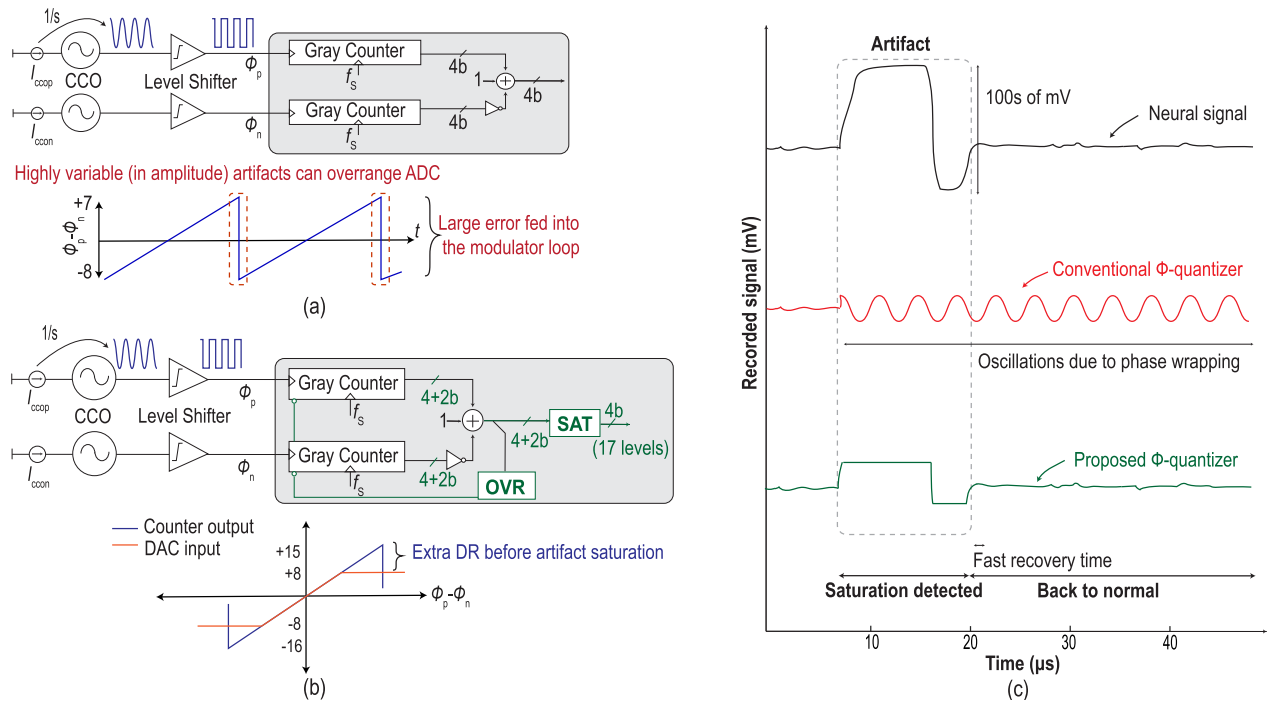 1/s
I_ccop
CCO
Level Shifter
Φ_p
Gray Counter
f_S
4b
1
4b
I_ccon
Φ_n
Gray Counter
f_S
4b
Highly variable (in amplitude) artifacts can overrange ADC
+7
Φ_p-Φ_n
-8
t
Large error fed into
the modulator loop
(a)
1/s
I_ccop
CCO
Level Shifter
Φ_p
Gray Counter
f_S
4+2b
1
4+2b
SAT
4b
(17 levels)
I_ccon
Φ_n
Gray Counter
f_S
4+2b
OVR
Counter output
DAC input
+15
+8
Extra DR before artifact saturation
Φ_p-Φ_n
-8
-16
(b)
Recorded signal (mV)
Artifact
100s of mV
Neural signal
Conventional Φ-quantizer
Oscillations due to phase wrapping
Proposed Φ-quantizer
Fast recovery time
Saturation detected
Back to normal
10
20
30
40
Time (μs)
(c)